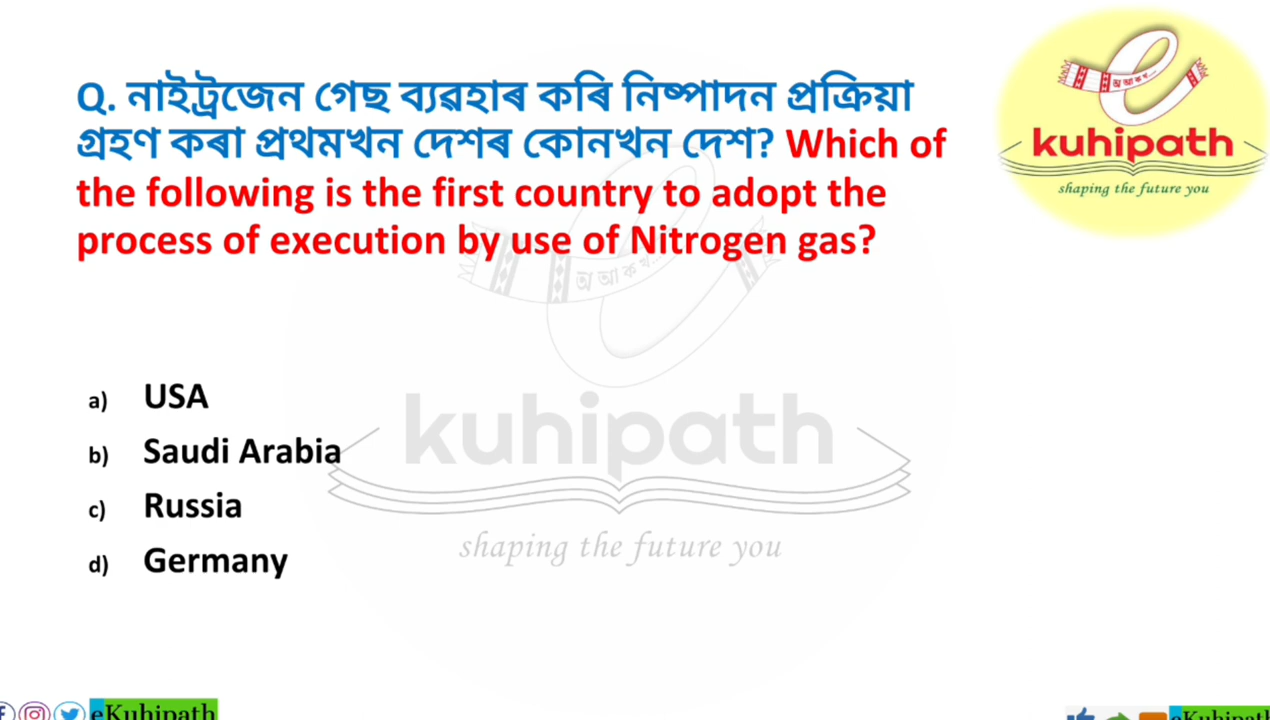 Q. নাইট্ৰজেন গেছ ব্যৱহাৰ কৰি নিষ্পাদন প্ৰক্ৰিয়া
গ্ৰহণ কৰা প্ৰথমখন দেশৰ কোনখন দেশ? Which of
the following is the first country to adopt the
process of execution by use of Nitrogen gas?
a) USA
b) Saudi Arabia
c) Russia
d) Germany
kuhipath
shaping the future you
অ আ ক খ...
kuhipath
shaping the future you
eKuhipath
eKuhipath